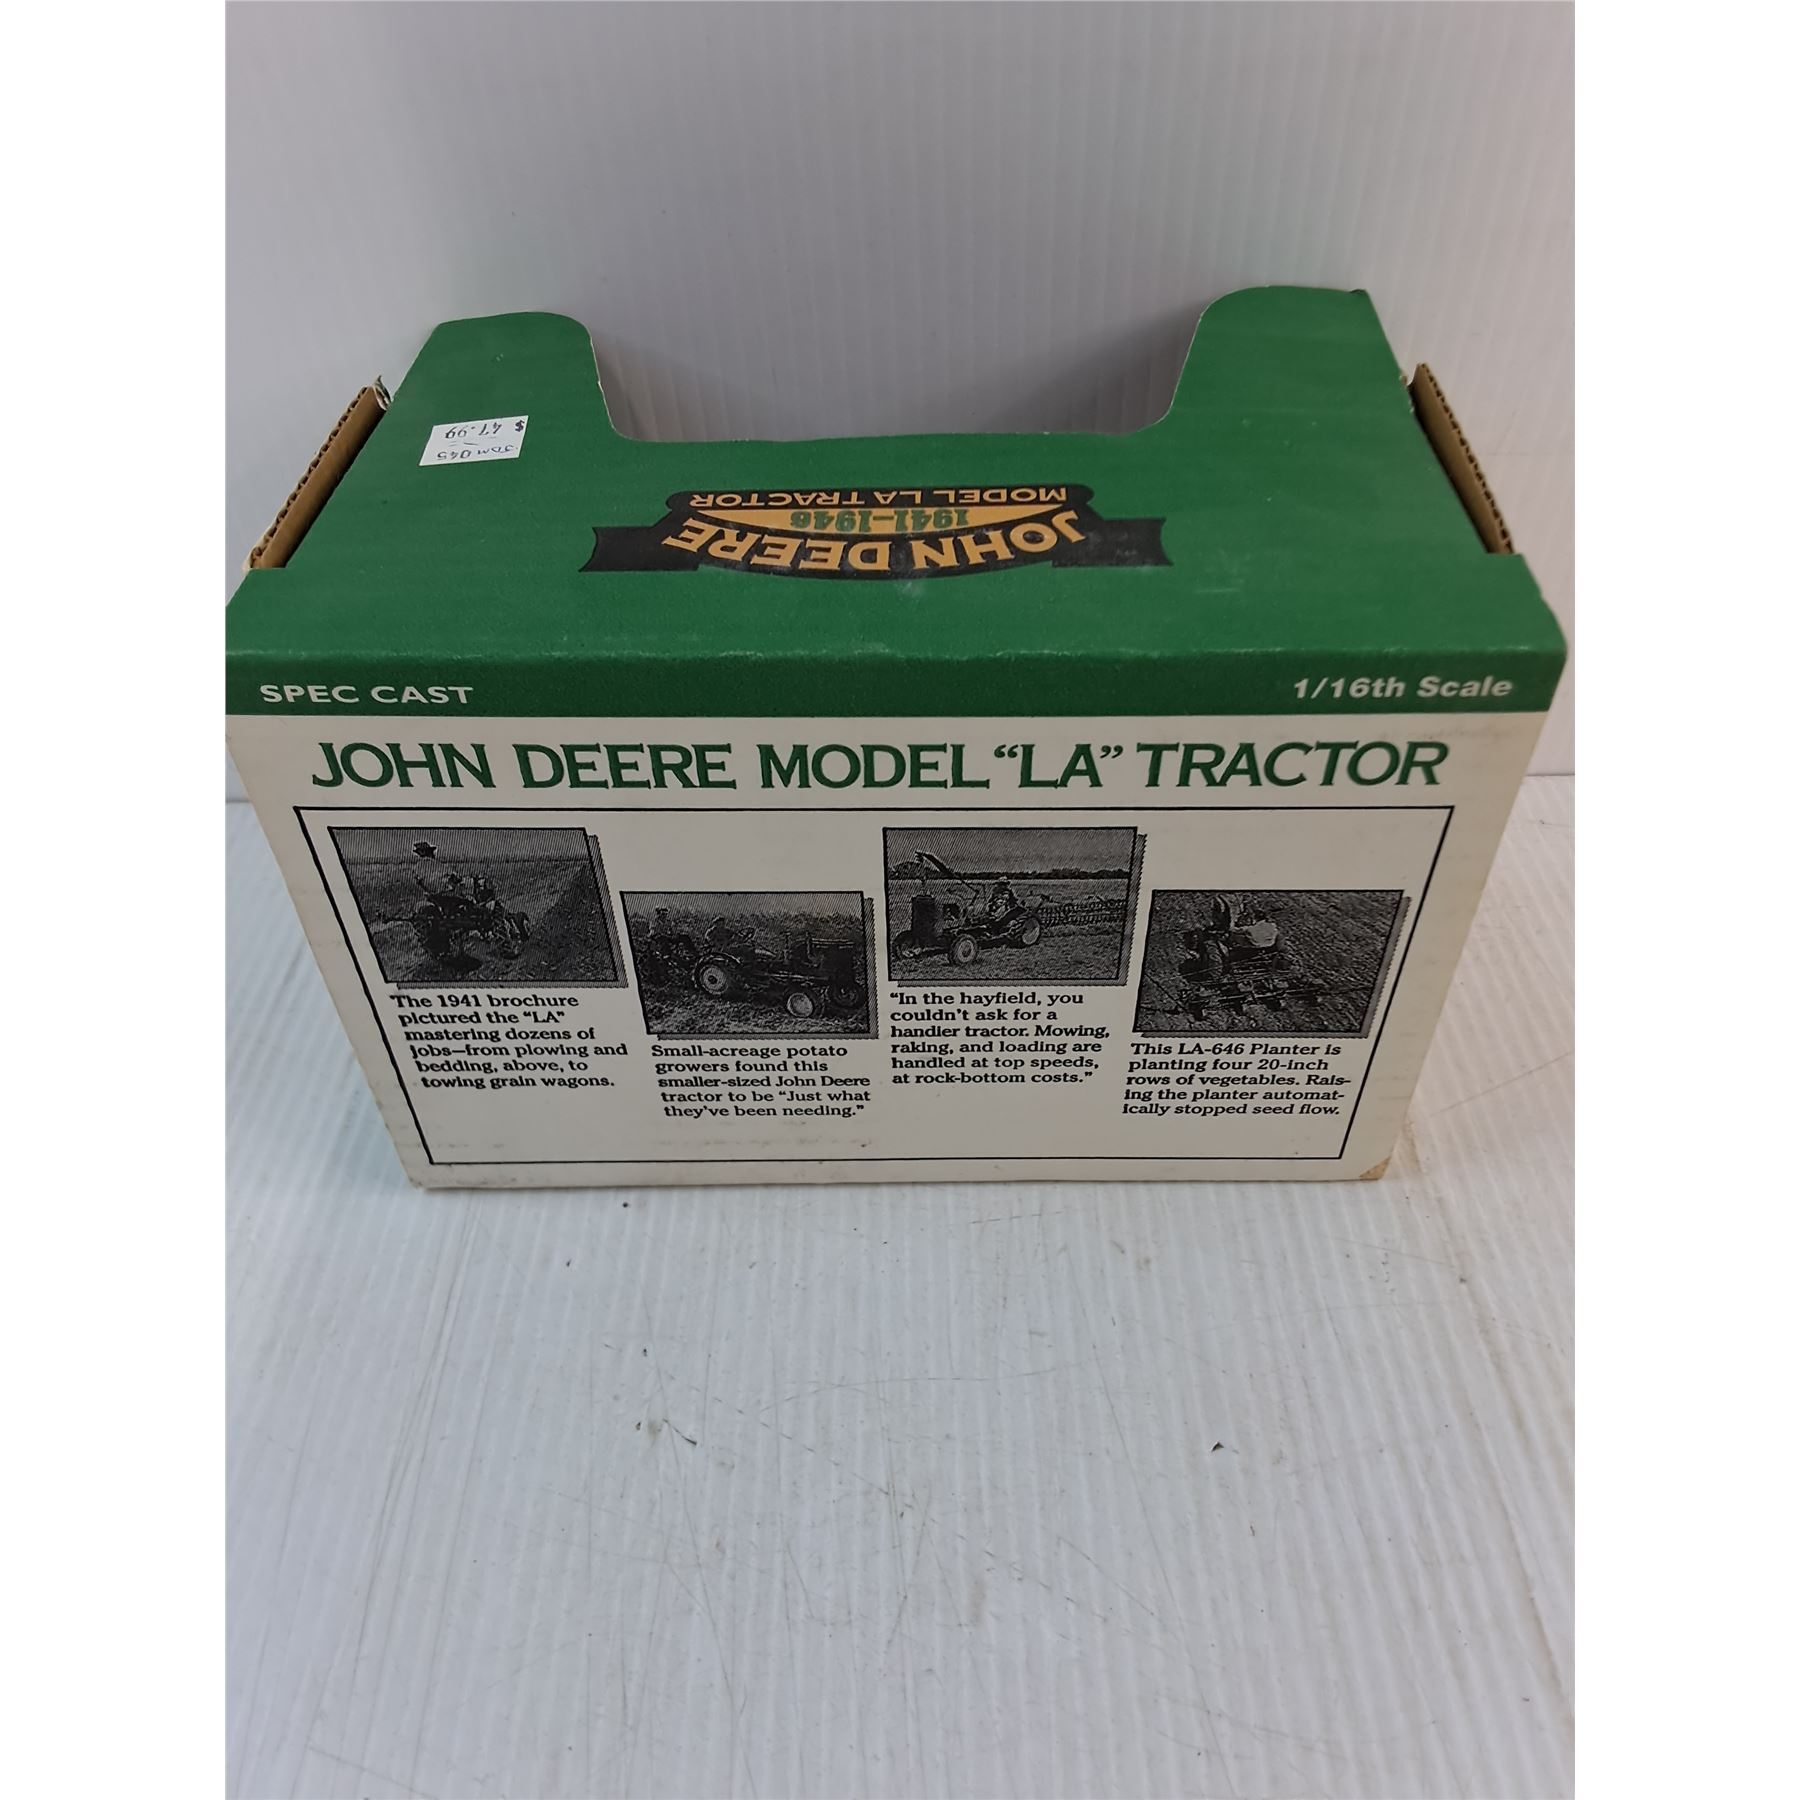 JDM 045
$ 47.99
JOHN DEERE
1941-1946
MODEL LA TRACTOR
SPEC CAST
1/16th Scale
JOHN DEERE MODEL “LA” TRACTOR
The 1941 brochure
pictured the “LA”
mastering dozens of
jobs—from plowing and
bedding, above, to
towing grain wagons.
Small-acreage potato
growers found this
smaller-sized John Deere
tractor to be “Just what
they’ve been needing.”
“In the hayfield, you
couldn’t ask for a
handier tractor. Mowing,
raking, and loading are
handled at top speeds,
at rock-bottom costs.”
This LA-646 Planter is
planting four 20-inch
rows of vegetables. Rais-
ing the planter automat-
ically stopped seed flow.